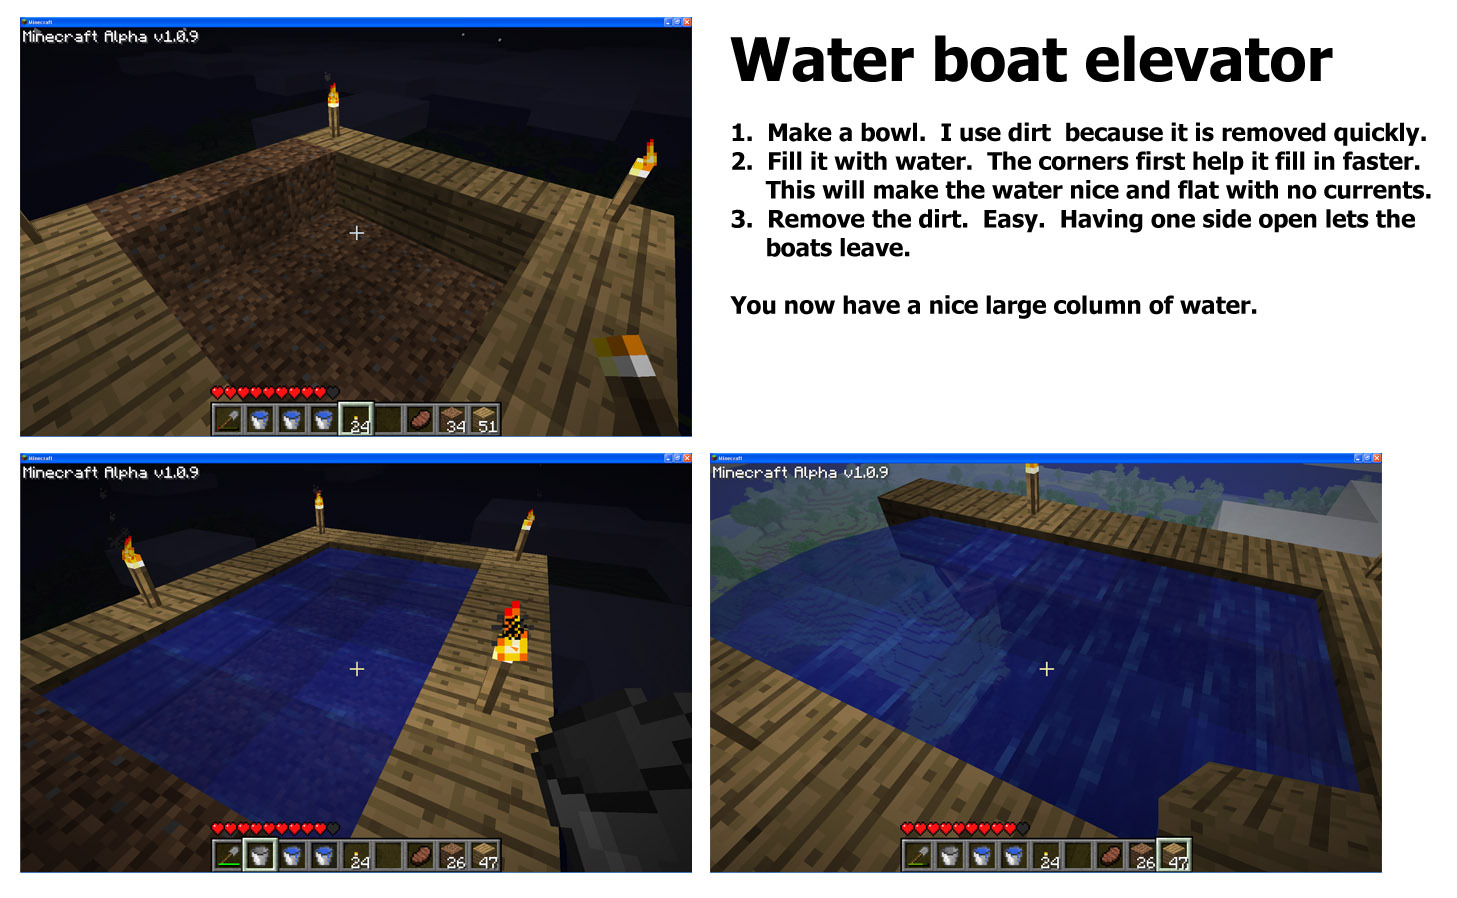 Minecraft
Minecraft Alpha v1.0.9
24
34
51
Water boat elevator
1. Make a bowl. I use dirt because it is removed quickly.
2. Fill it with water. The corners first help it fill in faster.
This will make the water nice and flat with no currents.
3. Remove the dirt. Easy. Having one side open lets the
boats leave.
You now have a nice large column of water.
Minecraft
Minecraft Alpha v1.0.9
24
26
47
Minecraft
Minecraft Alpha v1.0.9
24
26
47